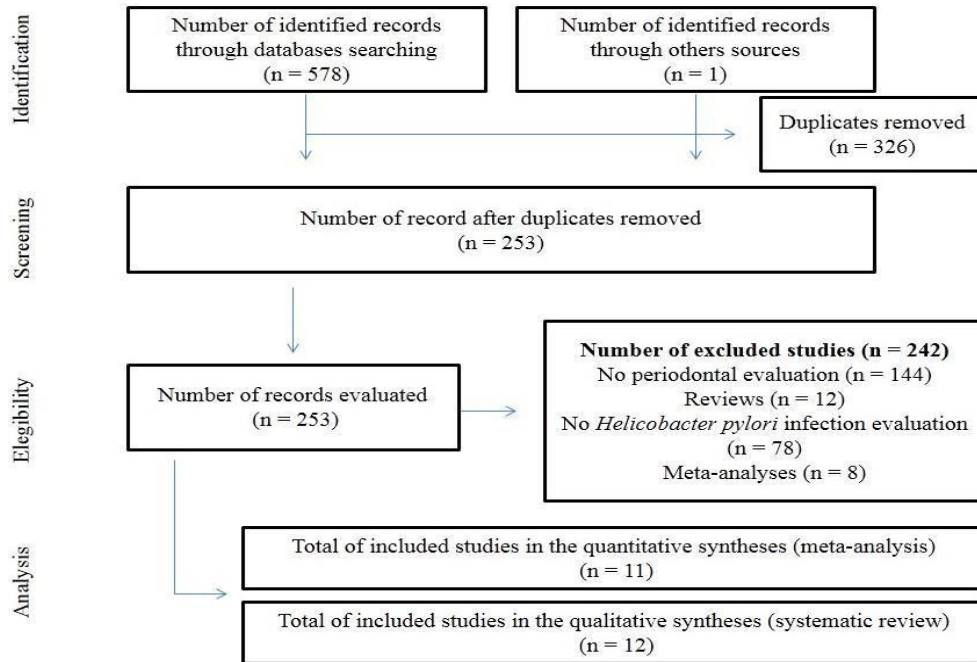 Identification
Number of identified records
through databases searching
(n = 578)
Number of identified records
through others sources
(n = 1)
Duplicates removed
(n = 326)
Screening
Number of record after duplicates removed
(n = 253)
Elegibility
Number of records evaluated
(n = 253)
Number of excluded studies (n = 242)
No periodontal evaluation (n = 144)
Reviews (n = 12)
No Helicobacter pylori infection evaluation
(n = 78)
Meta-analyses (n = 8)
Analysis
Total of included studies in the quantitative syntheses (meta-analysis)
(n = 11)
Total of included studies in the qualitative syntheses (systematic review)
(n = 12)